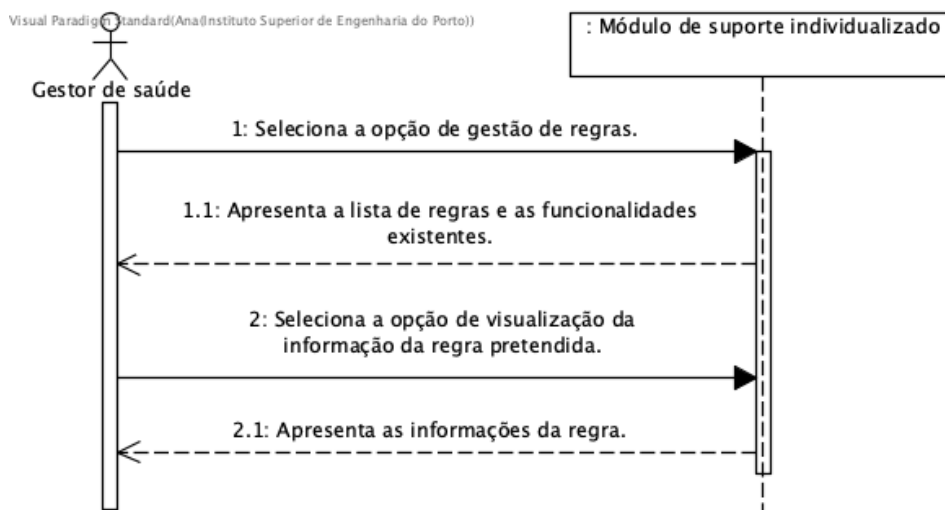 Visual Paradigm Standard(Ana(Instituto Superior de Engenharia do Porto))
: Módulo de suporte individualizado
Gestor de saúde
1: Seleciona a opção de gestão de regras.
1.1: Apresenta a lista de regras e as funcionalidades
existentes.
2: Seleciona a opção de visualização da
informação da regra pretendida.
2.1: Apresenta as informações da regra.